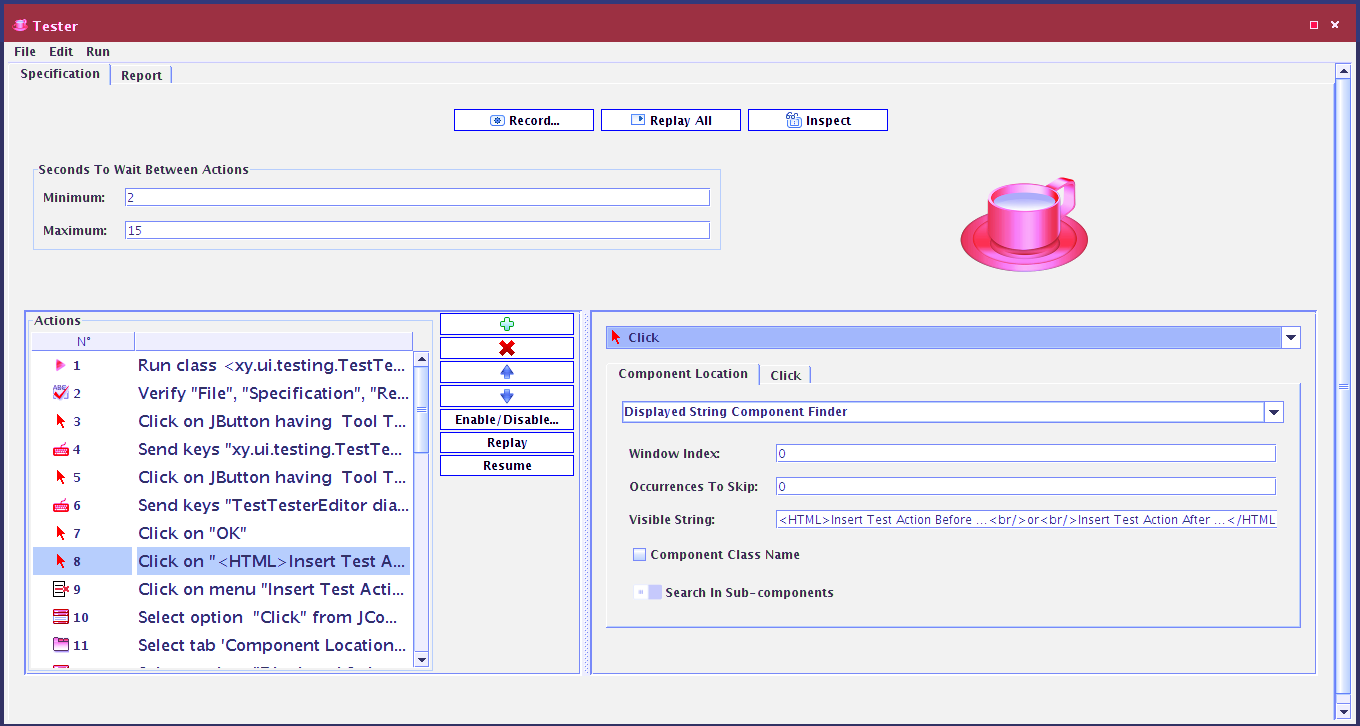 Tester
File Edit Run
Specification Report
Record... Replay All Inspect
Seconds To Wait Between Actions
Minimum: 2
Maximum: 15
Actions
N°
1 Run class <xy.ui.testing.TestTe...
ABC
2 Verify "File", "Specification", "Re...
3 Click on JButton having  Tool T...
4 Send keys "xy.ui.testing.TestTe...
5 Click on JButton having  Tool T...
6 Send keys "TestTesterEditor dia...
7 Click on "OK"
8 Click on "<HTML>Insert Test A...
9 Click on menu "Insert Test Acti...
10 Select option  "Click" from JCo...
11 Select tab 'Component Location...
Enable/Disable...
Replay
Resume
Click
Component Location Click
Displayed String Component Finder
Window Index: 0
Occurrences To Skip: 0
Visible String: <HTML>Insert Test Action Before ...<br/>or<br/>Insert Test Action After ...</HTML
Component Class Name
Search In Sub-components